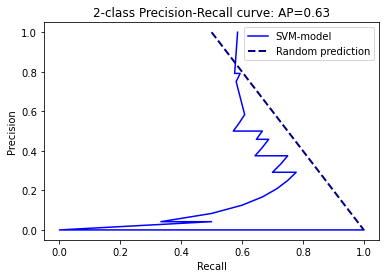 2-class Precision-Recall curve: AP=0.63
SVM-model
Random prediction
Precision
1.0
0.8
0.6
0.4
0.2
0.0
0.0 0.2 0.4 0.6 0.8 1.0
Recall